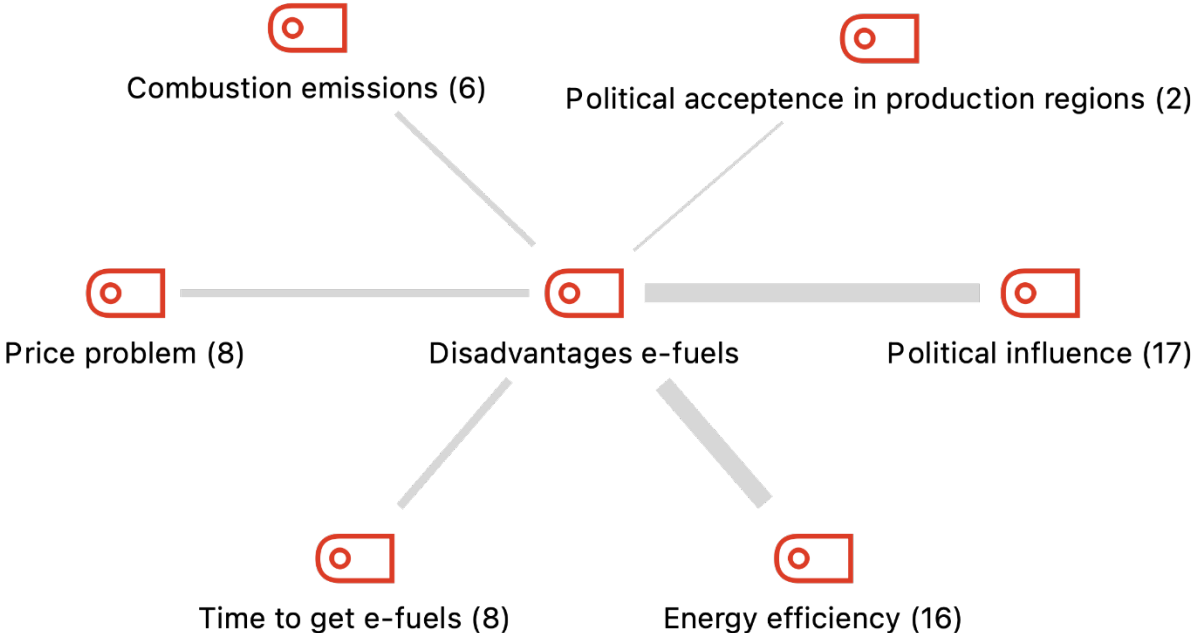 Combustion emissions (6)
Political acceptence in production regions (2)
Price problem (8)
Disadvantages e-fuels
Political influence (17)
Time to get e-fuels (8)
Energy efficiency (16)